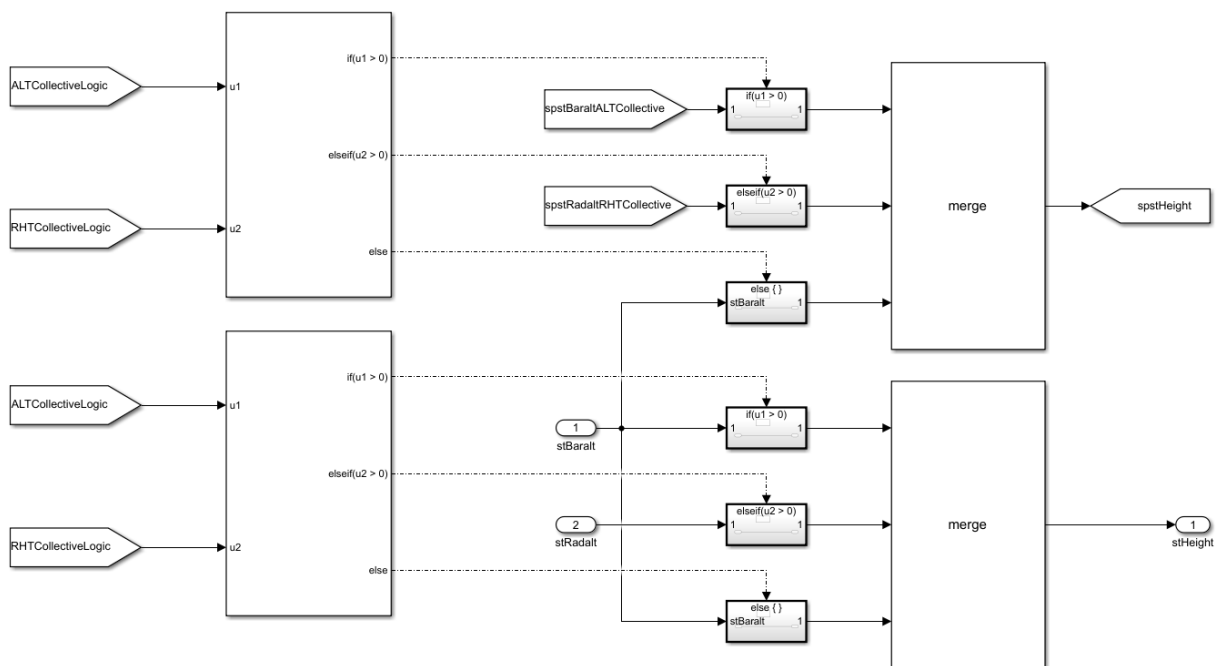 if(u1 > 0)
ALTCollectiveLogic
u1
if(u1 > 0)
spstBaraltALTCollective
1
1
elseif(u2 > 0)
elseif(u2 > 0)
spstRadaltRHTCollective
1
1
merge
spstHeight
RHTCollectiveLogic
u2
else
else { }
stBaralt
1
if(u1 > 0)
ALTCollectiveLogic
u1
if(u1 > 0)
1
stBaralt
1
1
elseif(u2 > 0)
elseif(u2 > 0)
2
stRadalt
1
1
merge
1
stHeight
RHTCollectiveLogic
u2
else
else { }
stBaralt
1